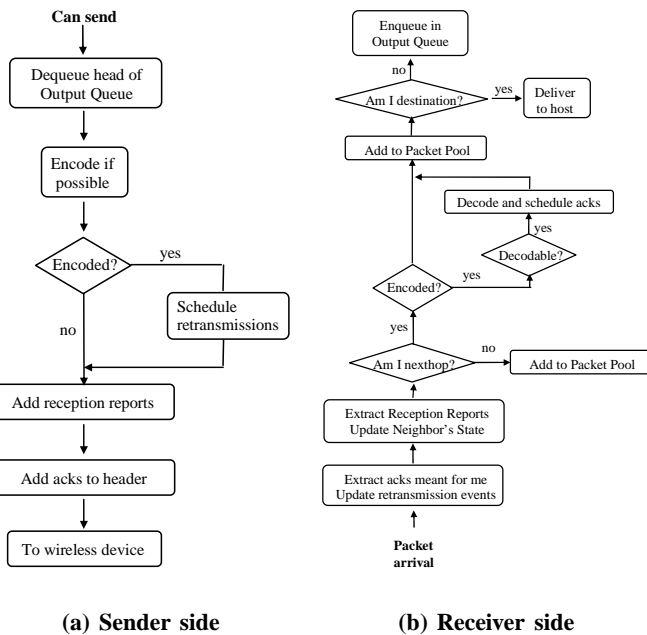 Can send
Dequeue head of
Output Queue
Encode if
possible
Encoded?
yes
Schedule
retransmissions
no
Add reception reports
Add acks to header
To wireless device
(a) Sender side
Enqueue in
Output Queue
no
Am I destination?
yes
Deliver
to host
Add to Packet Pool
Decode and schedule acks
yes
Decodable?
Encoded?
yes
yes
Am I nexthop?
no
Add to Packet Pool
Extract Reception Reports
Update Neighbor's State
Extract acks meant for me
Update retransmission events
Packet
arrival
(b) Receiver side